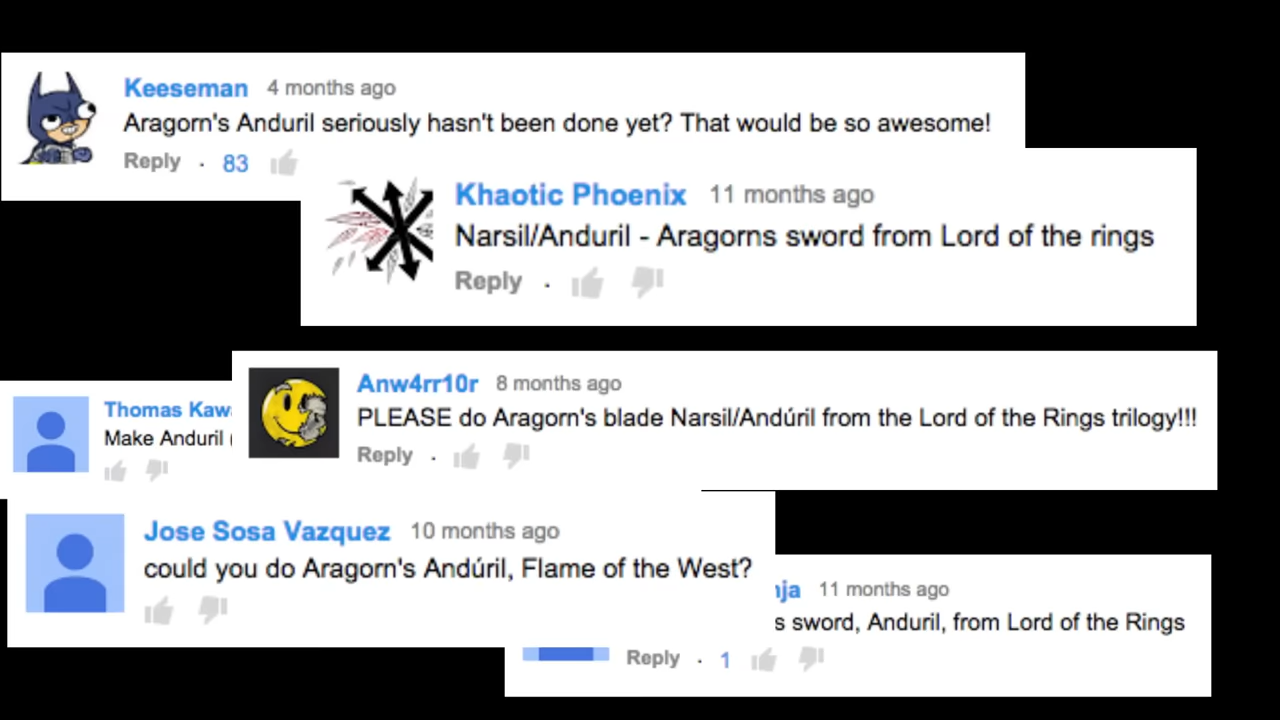 Keeseman 4 months ago
Aragorn's Anduril seriously hasn't been done yet? That would be so awesome!
Reply · 83
Khaotic Phoenix 11 months ago
Narsil/Anduril - Aragorns sword from Lord of the rings
Reply ·
Anw4rr10r 8 months ago
PLEASE do Aragorn's blade Narsil/Andúril from the Lord of the Rings trilogy!!!
Reply ·
Thomas Kaw
Make Anduril
Jose Sosa Vazquez 10 months ago
could you do Aragorn's Andúril, Flame of the West?
nja 11 months ago
s sword, Anduril, from Lord of the Rings
Reply · 1